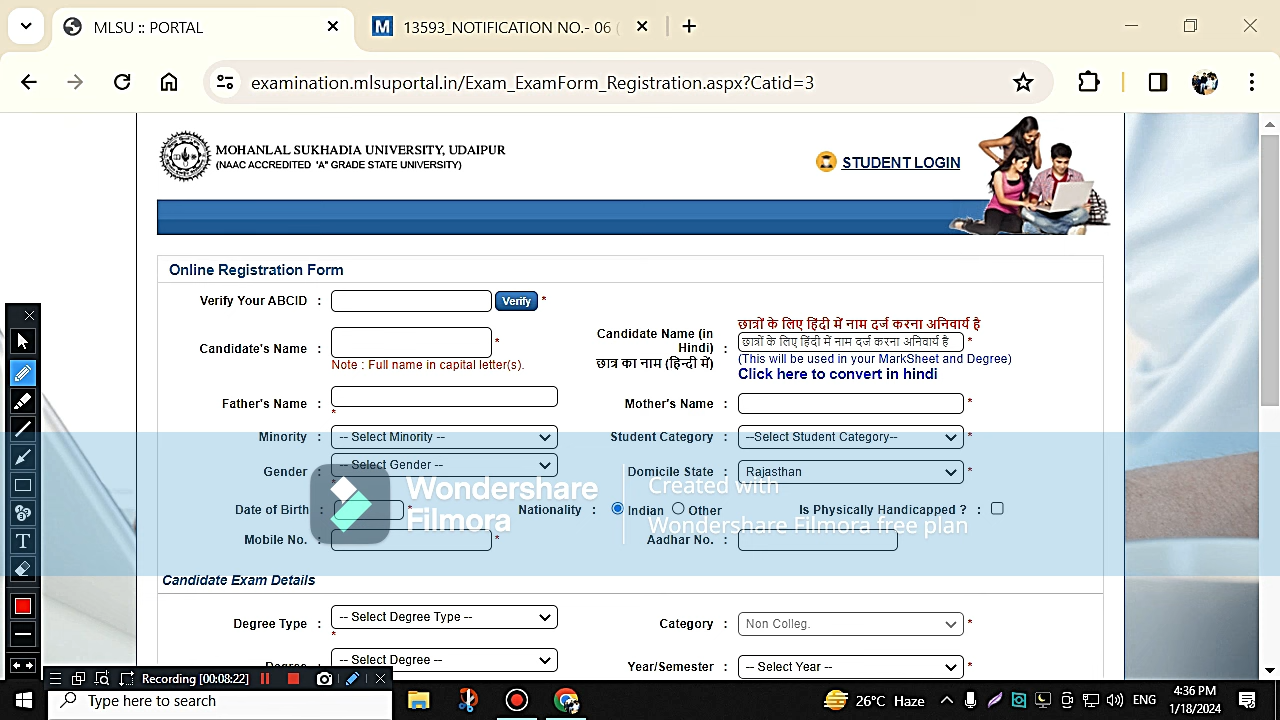 MLSU :: PORTAL
13593_NOTIFICATION NO.- 06 (
examination.mlsuportal.in/Exam_ExamForm_Registration.aspx?Catid=3
MOHANLAL SUKHADIA UNIVERSITY, UDAIPUR
(NAAC ACCREDITED 'A' GRADE STATE UNIVERSITY)
STUDENT LOGIN
Online Registration Form
Verify Your ABCID : Verify *
छात्रों के लिए हिंदी में नाम दर्ज करना अनिवार्य है
Candidate's Name : *
Candidate Name (in Hindi) :
छात्र का नाम (हिन्दी में)
छात्रों के लिए हिंदी में नाम दर्ज करना अनिवार्य है *
Note : Full name in capital letter(s).
(This will be used in your MarkSheet and Degree)
Click here to convert in hindi
Father's Name : *
Mother's Name : *
Minority : -- Select Minority --
Student Category : --Select Student Category-- *
Gender : -- Select Gender --
Domicile State : Rajasthan *
Wondershare
Filmora
Created with
Wondershare Filmora free plan
Date of Birth : *
Nationality : Indian Other
Is Physically Handicapped ? :
Mobile No. : *
Aadhar No. :
Candidate Exam Details
Degree Type : -- Select Degree Type -- *
Category : Non Colleg. *
Degree : -- Select Degree --
Year/Semester : -- Select Year -- *
Recording [00:08:22]
Type here to search
26°C Haze
ENG
4:36 PM
1/18/2024